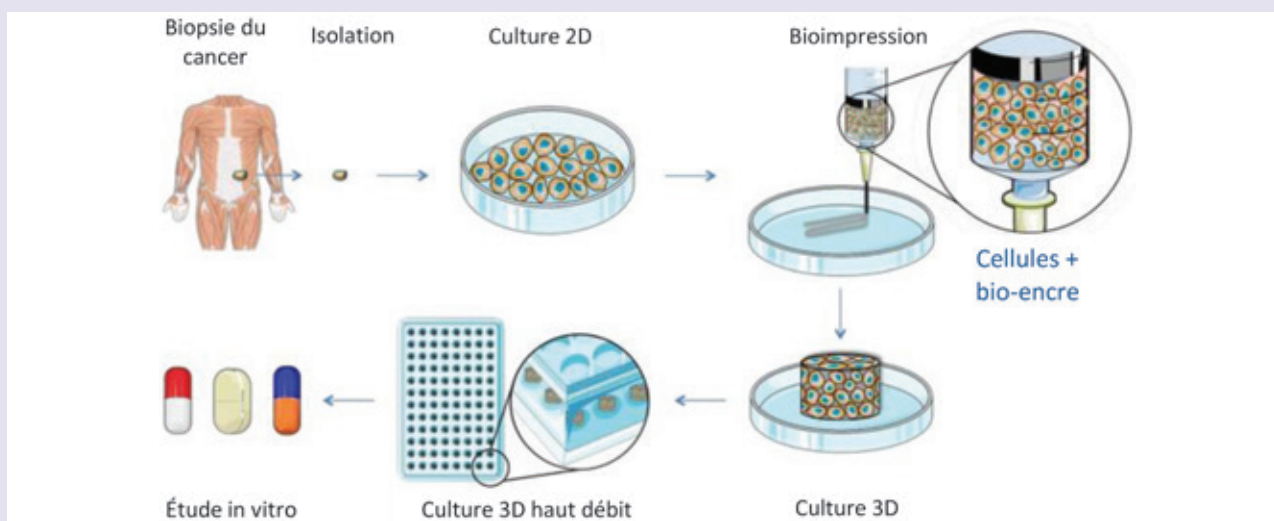 Biopsie du
cancer
Isolation
Culture 2D
Bioimpression
Cellules +
bio-encre
Étude in vitro
Culture 3D haut débit
Culture 3D